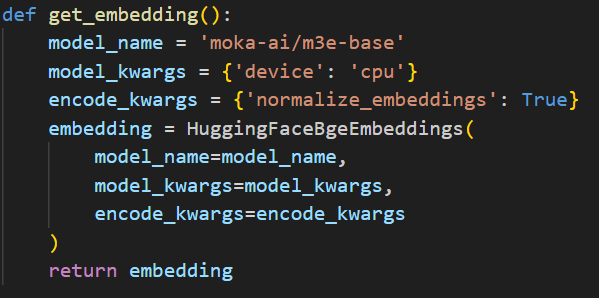 def get_embedding():
    model_name = 'moka-ai/m3e-base'
    model_kwargs = {'device': 'cpu'}
    encode_kwargs = {'normalize_embeddings': True}
    embedding = HuggingFaceBgeEmbeddings(
        model_name=model_name,
        model_kwargs=model_kwargs,
        encode_kwargs=encode_kwargs
    )
    return embedding